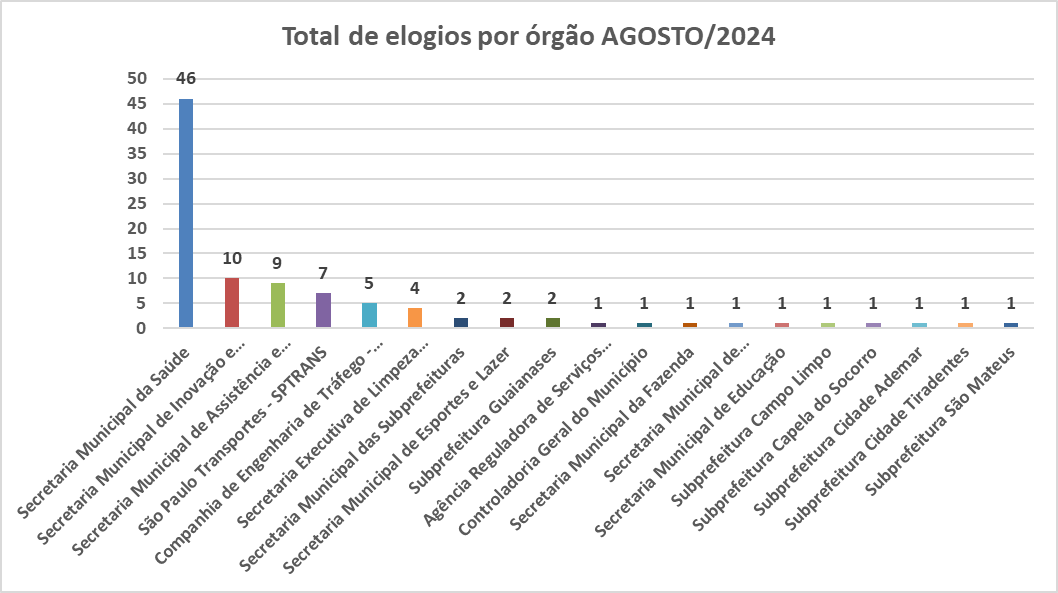 Total de elogios por órgão AGOSTO/2024
50
45
40
35
30
25
20
15
10
5
0
46
10
9
7
5
4
2
2
2
1
1
1
1
1
1
1
1
1
1
Secretaria Municipal da Saúde
Secretaria Municipal de Inovação e...
Secretaria Municipal de Assistência e...
São Paulo Transportes - SPTRANS
Companhia de Engenharia de Tráfego -...
Secretaria Executiva de Limpeza...
Secretaria Municipal das Subprefeituras
Secretaria Municipal de Esportes e Lazer
Subprefeitura Guaianases
Agência Reguladora de Serviços...
Controladoria Geral do Município
Secretaria Municipal da Fazenda
Secretaria Municipal de...
Secretaria Municipal de Educação
Subprefeitura Campo Limpo
Subprefeitura Capela do Socorro
Subprefeitura Cidade Ademar
Subprefeitura Cidade Tiradentes
Subprefeitura São Mateus